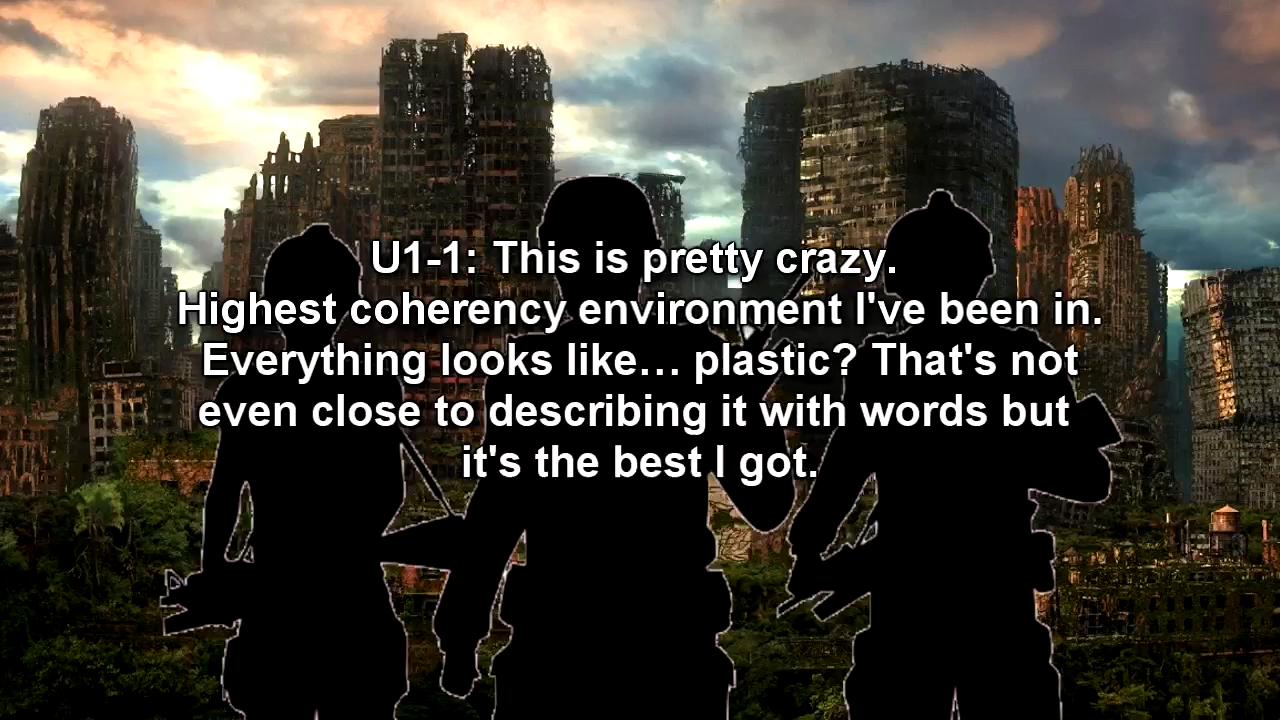 U1-1: This is pretty crazy.
Highest coherency environment I've been in.
Everything looks like… plastic? That's not
even close to describing it with words but
it's the best I got.